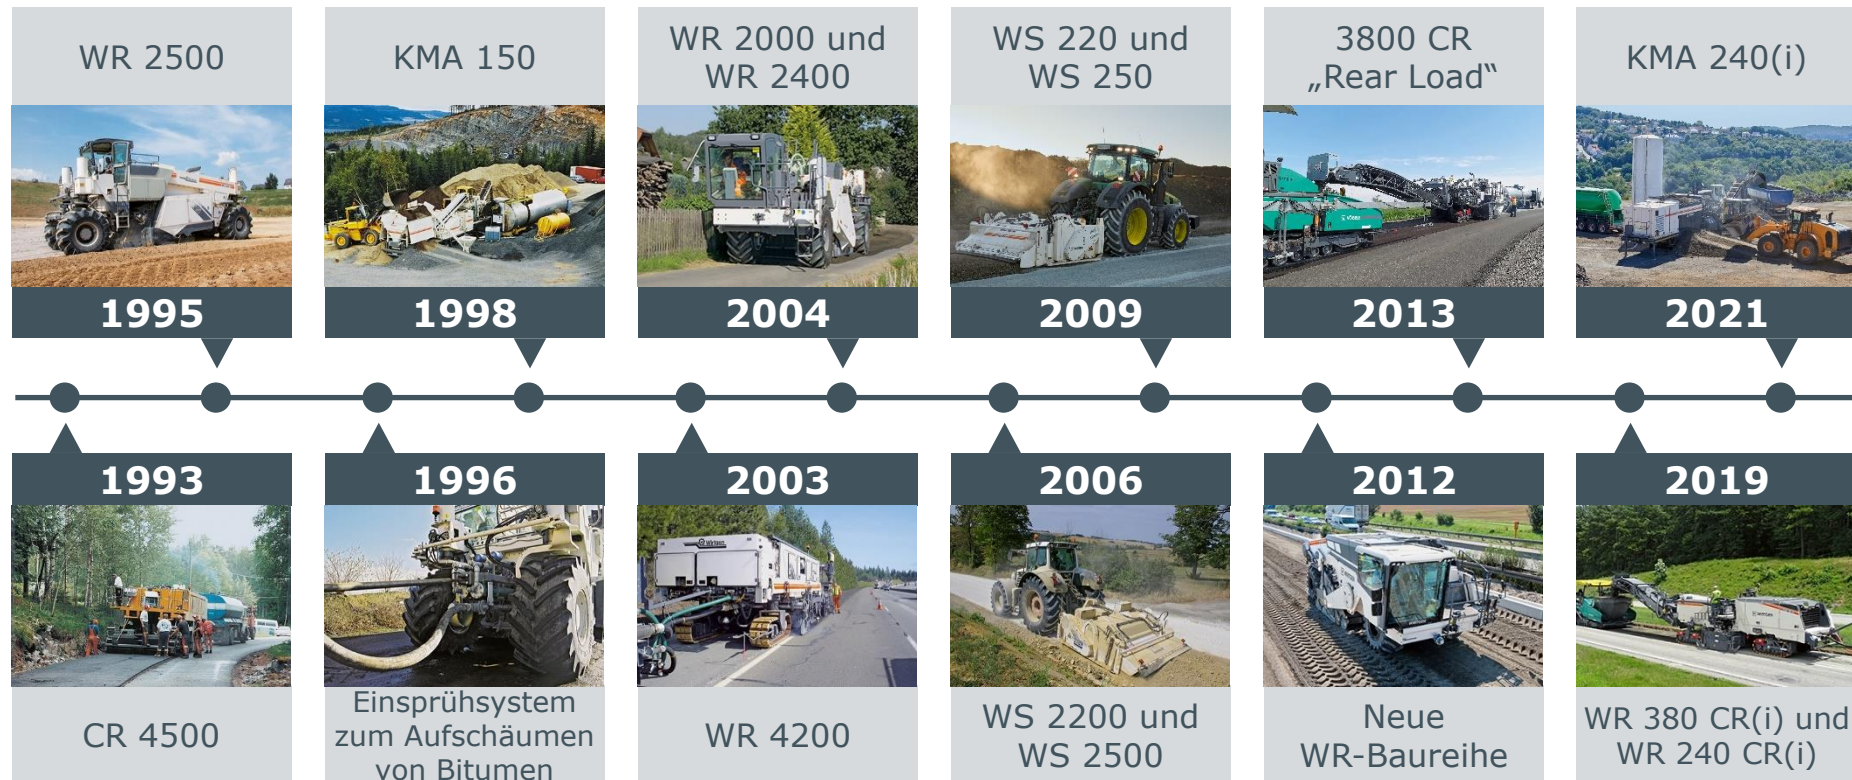 WR 2500
KMA 150
WR 2000 und
WR 2400
WS 220 und
WS 250
3800 CR
„Rear Load“
KMA 240(i)
1995
1998
2004
2009
2013
2021
1993
1996
2003
2006
2012
2019
CR 4500
Einsprühsystem
zum Aufschäumen
von Bitumen
WR 4200
WS 2200 und
WS 2500
Neue
WR-Baureihe
WR 380 CR(i) und
WR 240 CR(i)